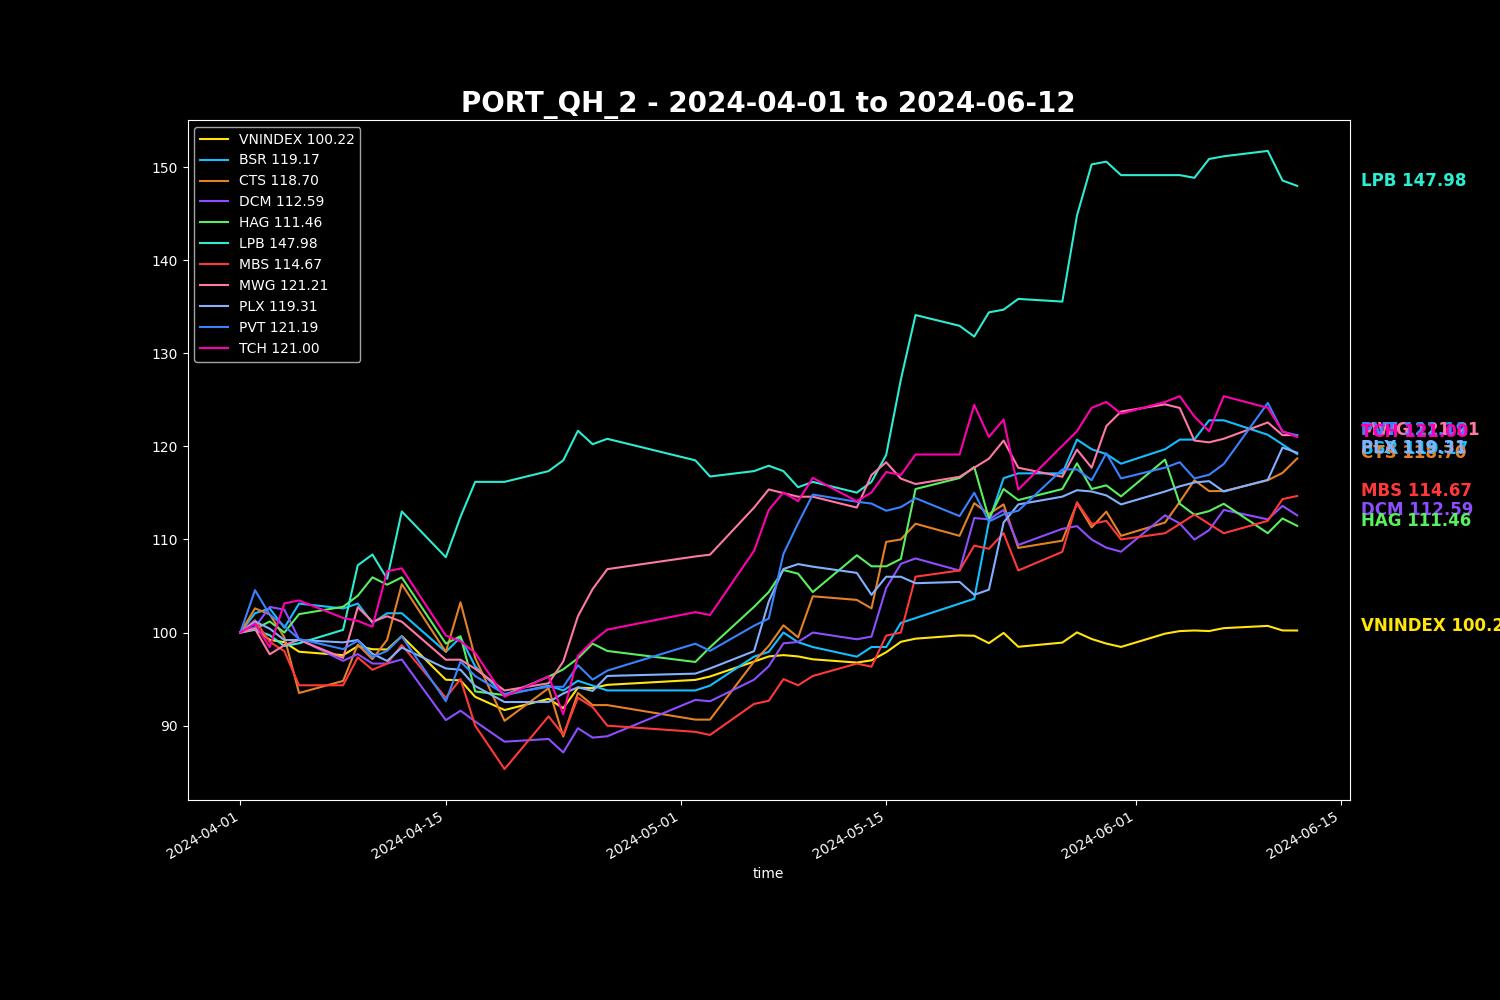 PORT_QH_2 - 2024-04-01 to 2024-06-12
VNINDEX 100.22
BSR 119.17
CTS 118.70
DCM 112.59
HAG 111.46
LPB 147.98
MBS 114.67
MWG 121.21
PLX 119.31
PVT 121.19
TCH 121.00
150
140
130
120
110
100
90
LPB 147.98
CTS 118.70
MBS 114.67
DCM 112.59
HAG 111.46
VNINDEX 100.2
2024-04-01
2024-04-15
2024-05-01
2024-05-15
2024-06-01
2024-06-15
time